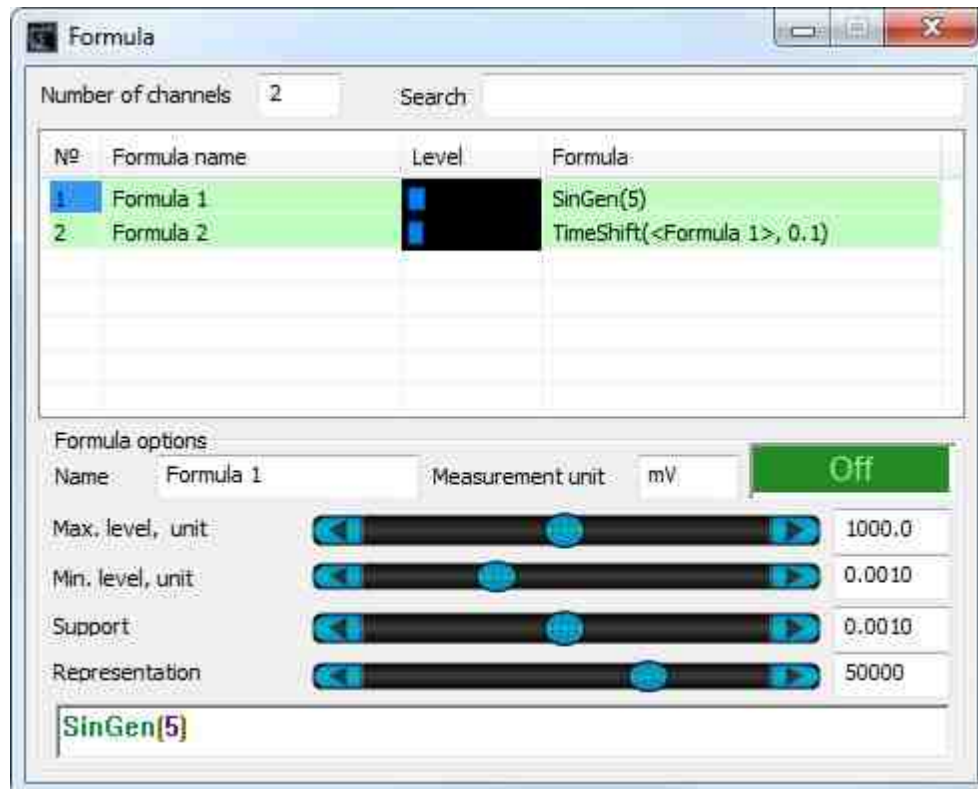 Formula
Number of channels 2 Search
Nº Formula name Level Formula
1 Formula 1 SinGen(5)
2 Formula 2 TimeShift(<Formula 1>, 0.1)
Formula options
Name Formula 1 Measurement unit mV Off
Max. level, unit 1000.0
Min. level, unit 0.0010
Support 0.0010
Representation 50000
SinGen(5)